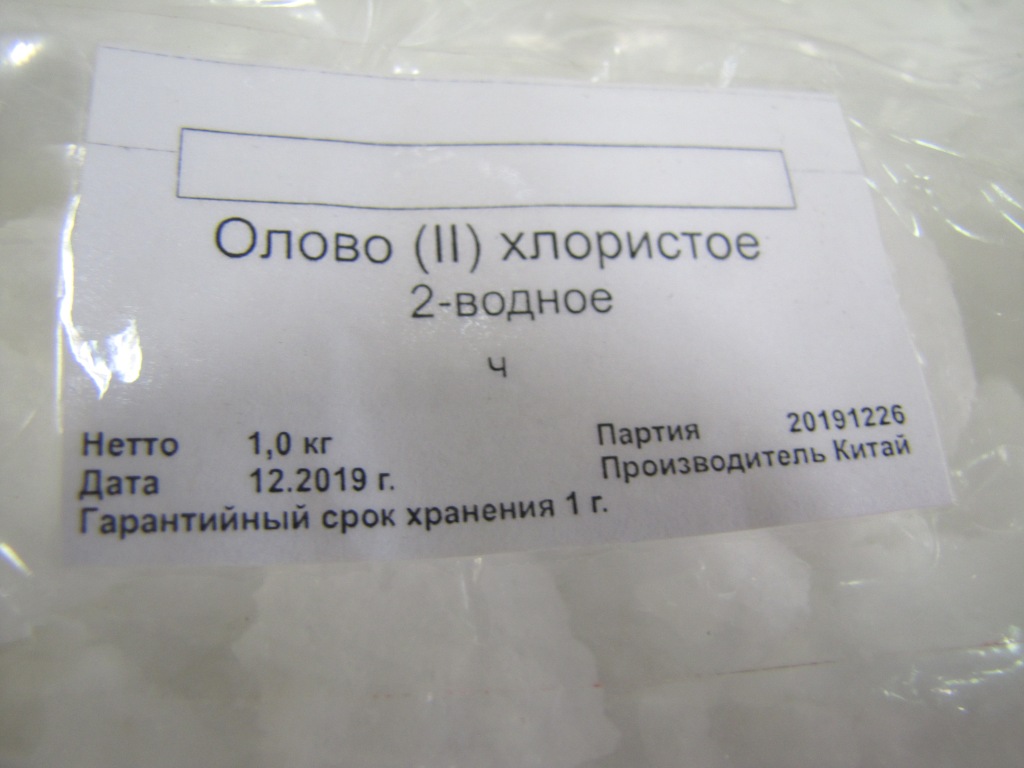 Олово (II) хлористое
2-водное
ч
Нетто 1,0 кг
Дата 12.2019 г.
Гарантийный срок хранения 1 г.
Партия 20191226
Производитель Китай